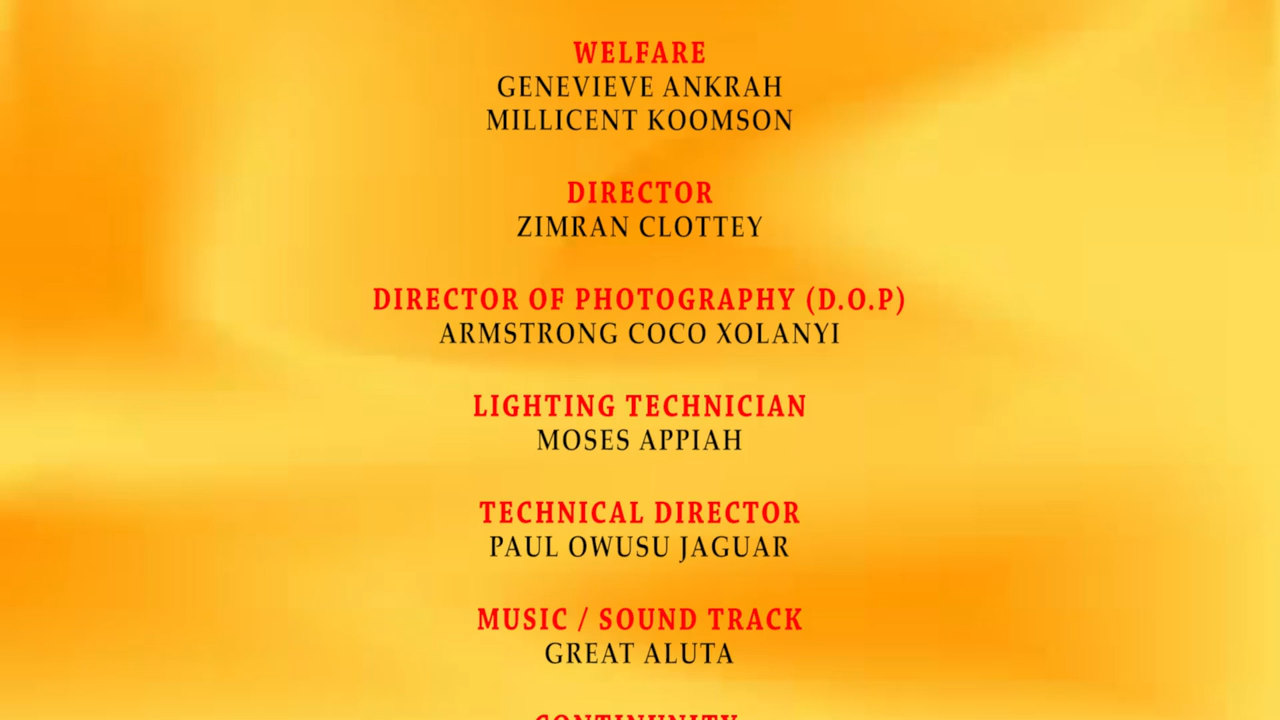 WELFARE
GENEVIEVE ANKRAH
MILLICENT KOOMSON
DIRECTOR
ZIMRAN CLOTTEY
DIRECTOR OF PHOTOGRAPHY (D.O.P)
ARMSTRONG COCO XOLANYI
LIGHTING TECHNICIAN
MOSES APPIAH
TECHNICAL DIRECTOR
PAUL OWUSU JAGUAR
MUSIC / SOUND TRACK
GREAT ALUTA